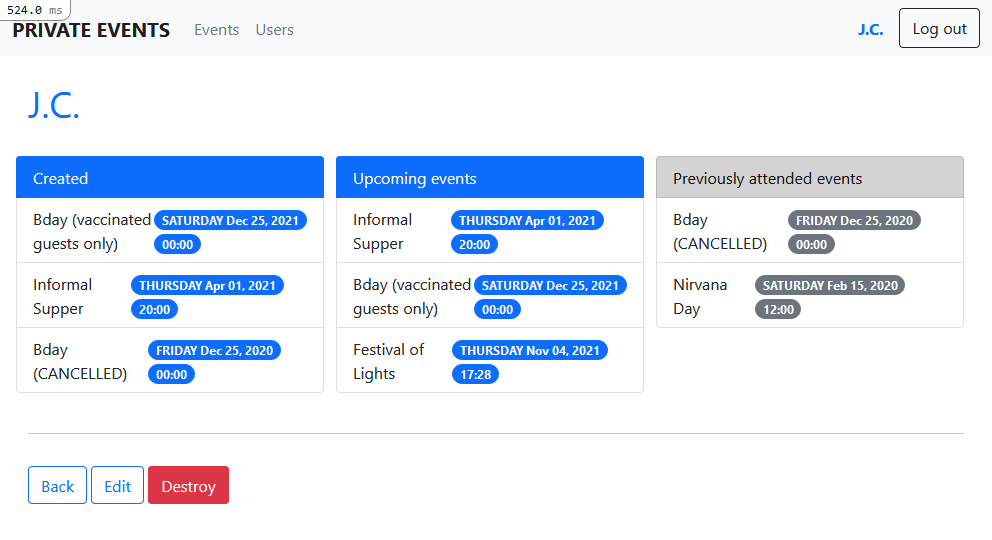 524.0 ms
PRIVATE EVENTS Events Users J.C. Log out
J.C.
Created
Bday (vaccinated SATURDAY Dec 25, 2021
guests only) 00:00
Informal THURSDAY Apr 01, 2021
Supper 20:00
Bday FRIDAY Dec 25, 2020
(CANCELLED) 00:00
Upcoming events
Informal THURSDAY Apr 01, 2021
Supper 20:00
Bday (vaccinated SATURDAY Dec 25, 2021
guests only) 00:00
Festival of THURSDAY Nov 04, 2021
Lights 17:28
Previously attended events
Bday FRIDAY Dec 25, 2020
(CANCELLED) 00:00
Nirvana SATURDAY Feb 15, 2020
Day 12:00
Back Edit Destroy